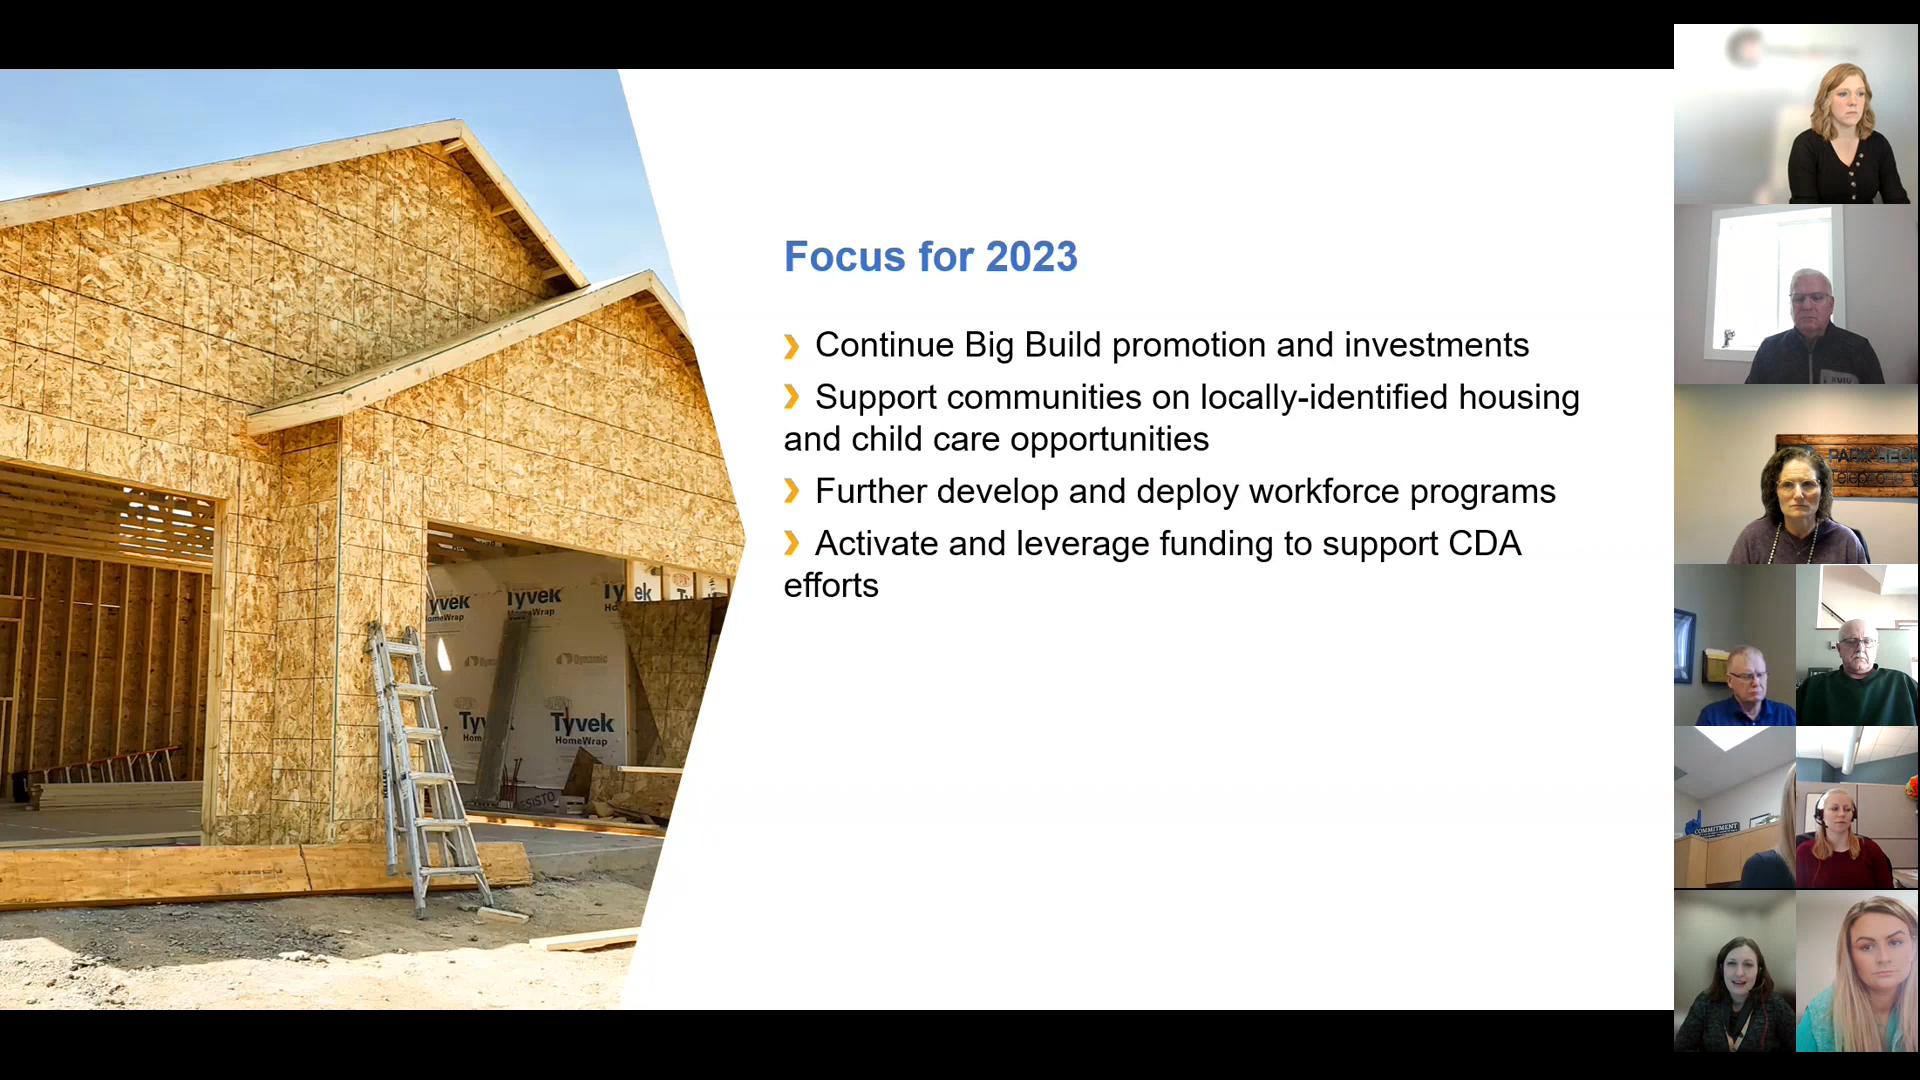 Focus for 2023
❯ Continue Big Build promotion and investments
❯ Support communities on locally-identified housing
and child care opportunities
❯ Further develop and deploy workforce programs
❯ Activate and leverage funding to support CDA
efforts
Tyvek
HomeWrap
Tyvek
HomeWrap
COMMITMENT